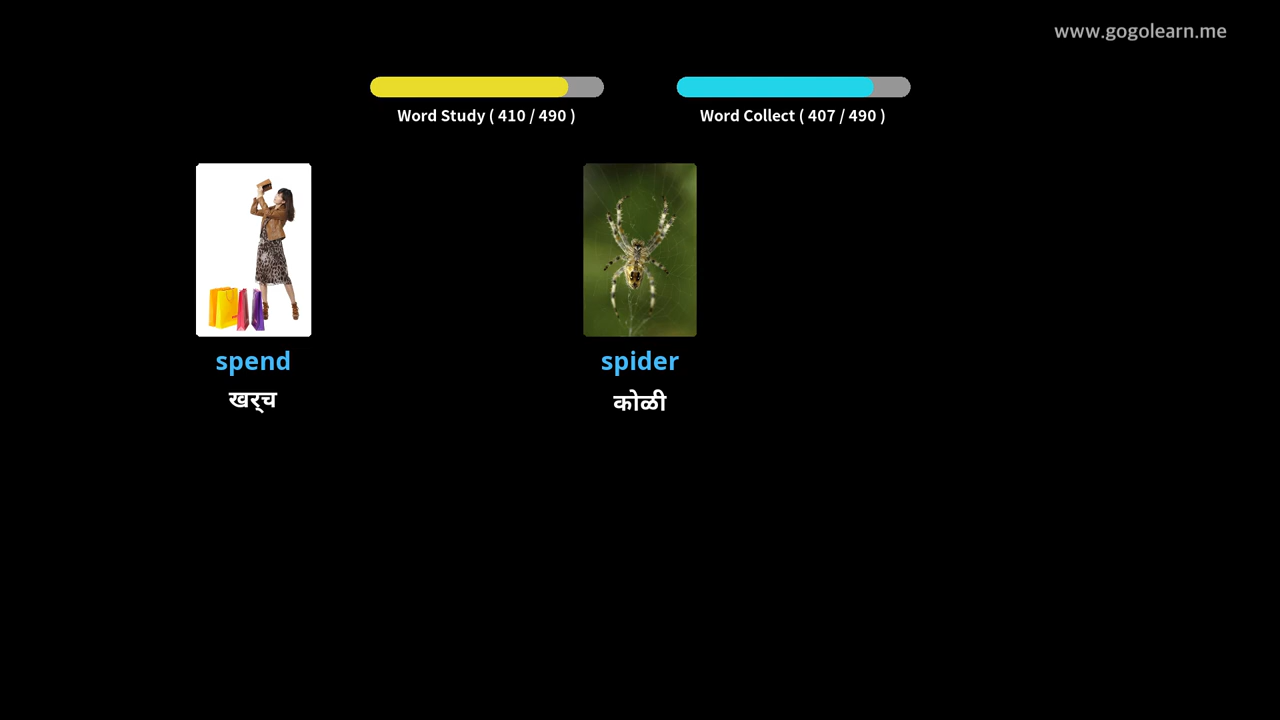 www.gogolearn.me
Word Study ( 410 / 490 )
Word Collect ( 407 / 490 )
spend
खर्‍च
spider
कोळी